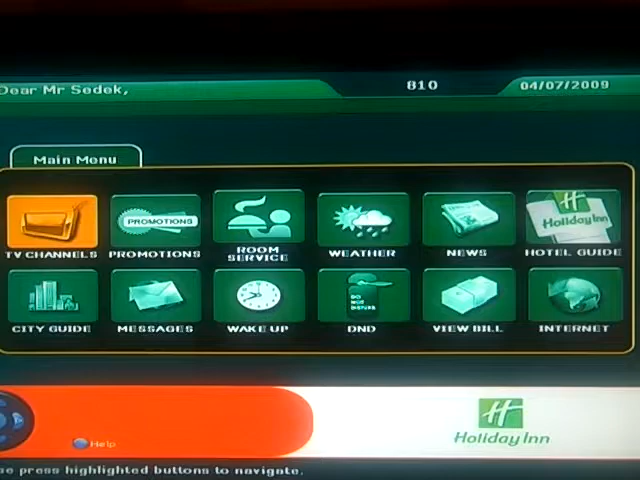 Dear Mr Sedek,
810
04/07/2009
Main Menu
PROMOTIONS
Holiday Inn
TV CHANNELS
PROMOTIONS
ROOM SERVICE
WEATHER
NEWS
HOTEL GUIDE
DO NOT DISTURB
CITY GUIDE
MESSAGES
WAKE UP
DND
VIEW BILL
INTERNET
Help
Holiday Inn
press highlighted buttons to navigate.